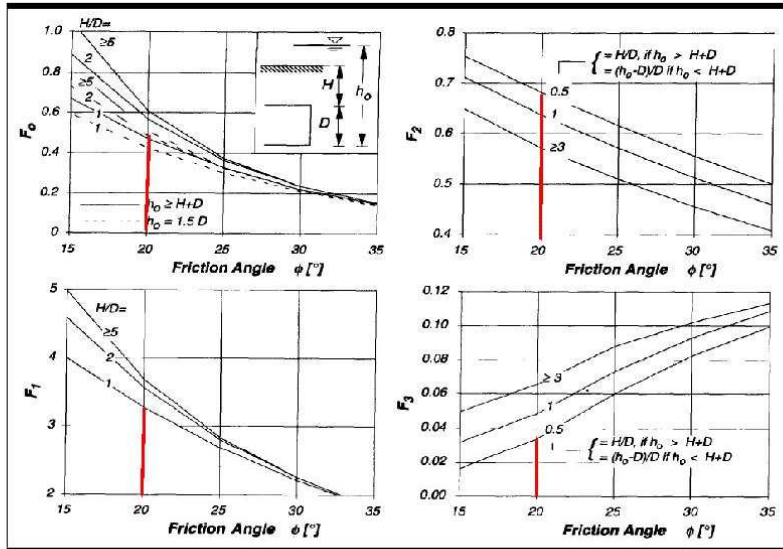 H/D=
≥5
2
≥5
2
1
1
F₀
1.0
0.8
0.6
0.4
0.2
0
h₀ ≥ H+D
h₀ = 1.5 D
H
D
h₀
15 20 25 30 35
Friction Angle ϕ [°]
F₂
0.8
0.7
0.6
0.5
0.4
{ = H/D, if h₀ > H+D
= (h₀-D)/D if h₀ < H+D
0.5
1
≥3
15 20 25 30 35
Friction Angle ϕ [°]
F₁
5
4
3
2
H/D=
≥5
2
1
15 20 25 30 35
Friction Angle ϕ [°]
F₃
0.12
0.10
0.08
0.06
0.04
0.02
0.00
≥ 3
1
0.5
{ = H/D, if h₀ > H+D
= (h₀-D)/D if h₀ < H+D
15 20 25 30 35
Friction Angle ϕ [°]